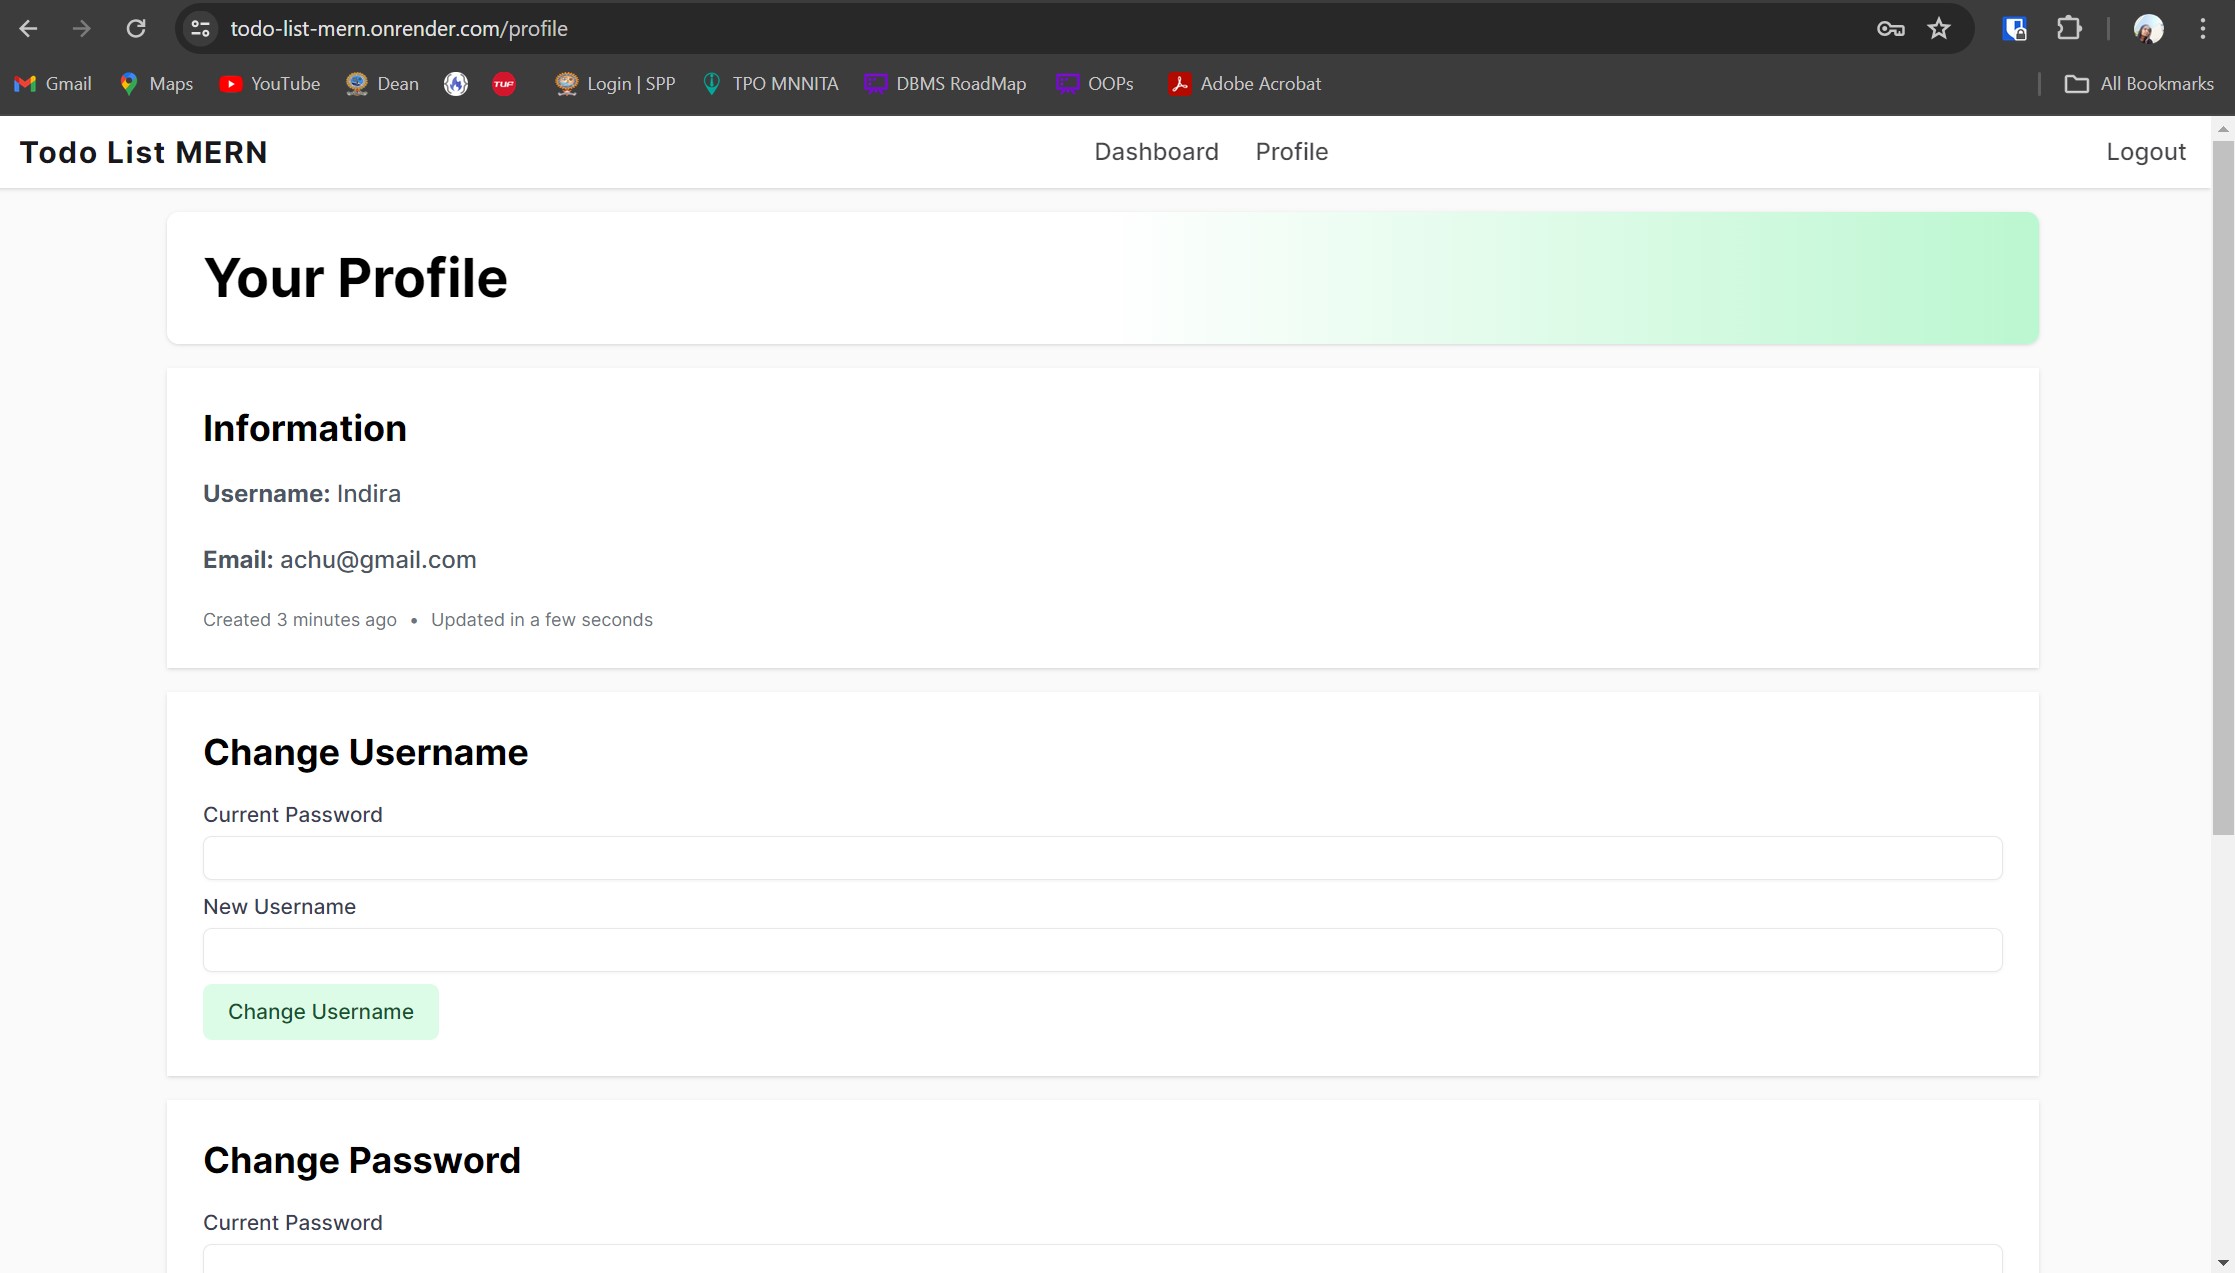 todo-list-mern.onrender.com/profile
Gmail Maps YouTube Dean TUF Login | SPP TPO MNNITA DBMS RoadMap OOPs Adobe Acrobat All Bookmarks
Todo List MERN Dashboard Profile Logout
Your Profile
Information
Username: Indira
Email: achu@gmail.com
Created 3 minutes ago • Updated in a few seconds
Change Username
Current Password
New Username
Change Username
Change Password
Current Password